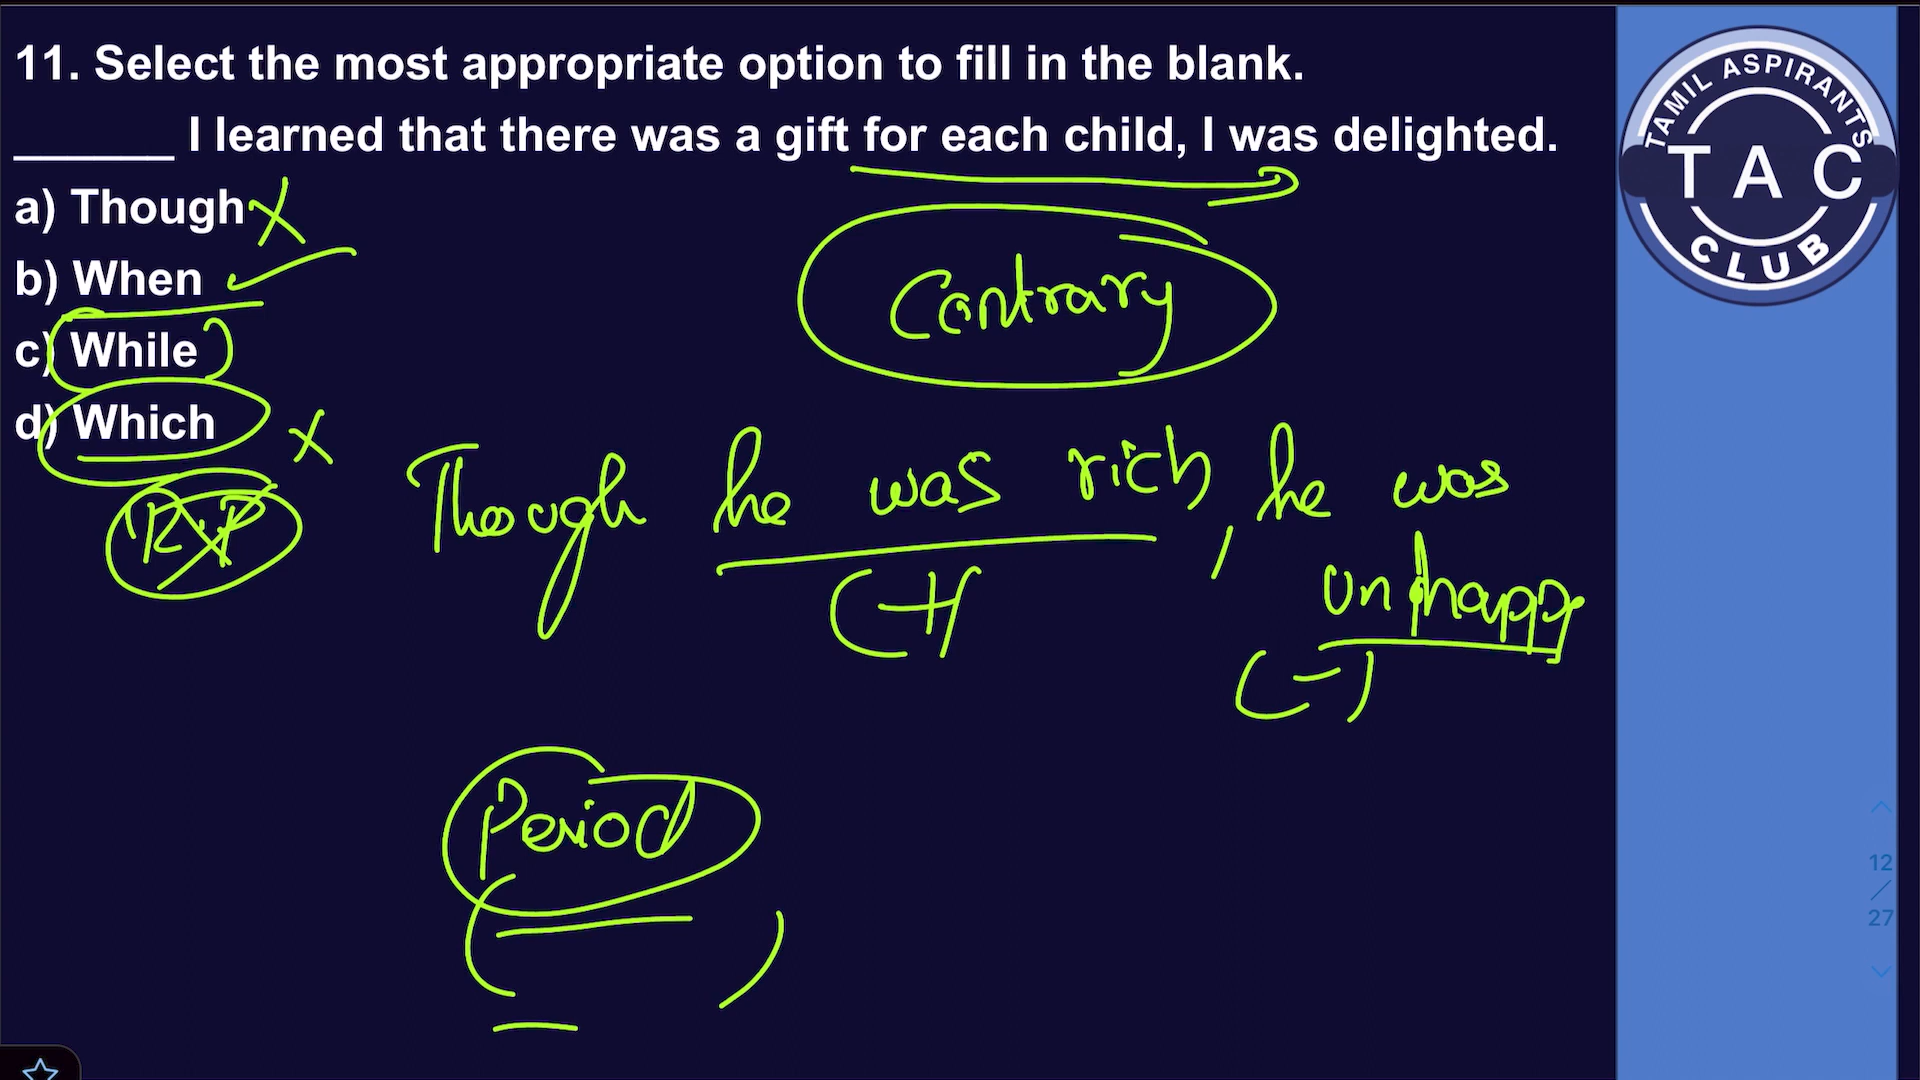 11. Select the most appropriate option to fill in the blank.
_______ I learned that there was a gift for each child, I was delighted.
a) Though
b) When
c) While
d) Which
Contrary
RP
Though he was rich, he was
unhappy
(+)
(-)
Period
TAMIL ASPIRANTS
TAC
CLUB
12
/
27